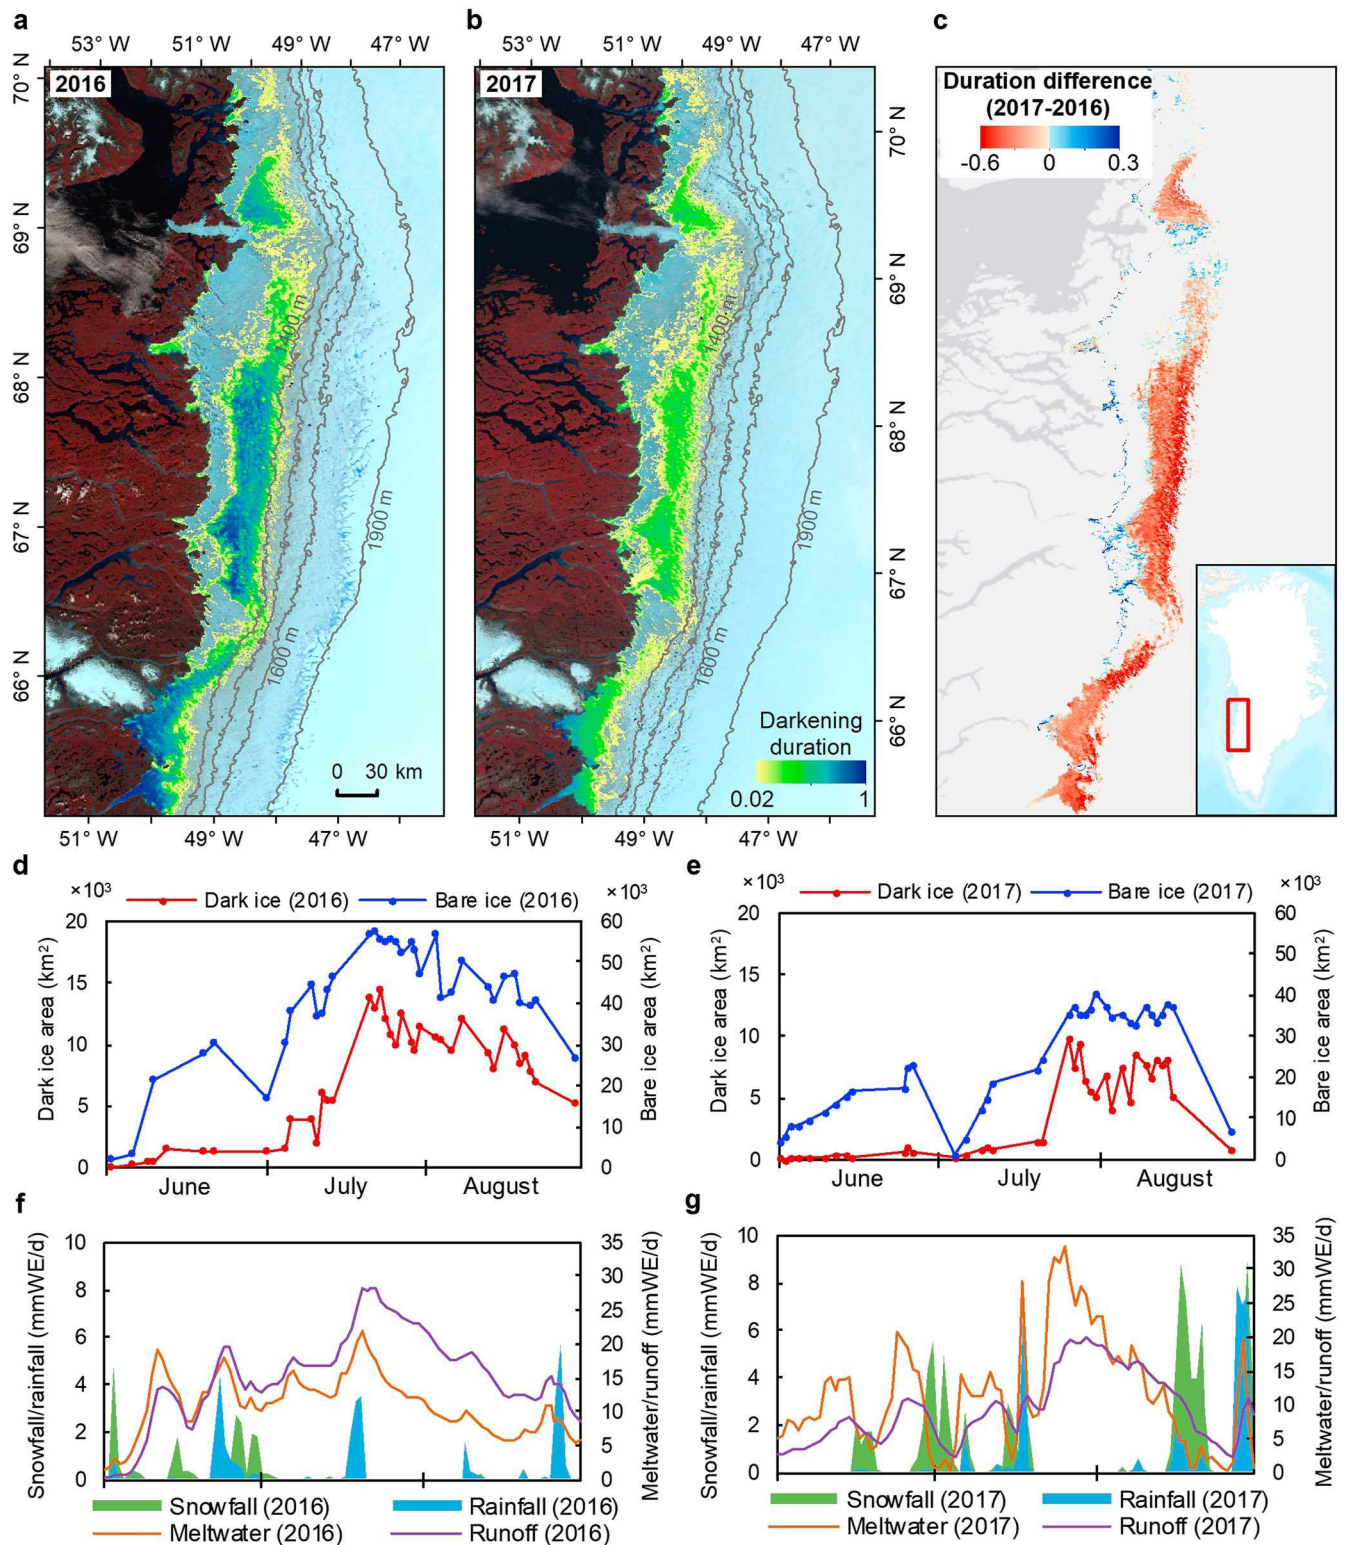 a
53° W 51° W 49° W 47° W
b
53° W 51° W 49° W 47° W
c
2016
2017
Duration difference
(2017-2016)
-0.6 0 0.3
70° N
69° N
68° N
67° N
66° N
70° N
69° N
68° N
67° N
66° N
1400 m
1600 m
1900 m
1400 m
1600 m
1900 m
0 30 km
Darkening
duration
0.02 1
51° W 49° W 47° W
51° W 49° W 47° W
d
×10³ Dark ice (2016) Bare ice (2016) ×10³
Dark ice area (km²)
20
15
10
5
0
Bare ice area (km²)
60
50
40
30
20
10
0
June July August
e
×10³ Dark ice (2017) Bare ice (2017) ×10³
Dark ice area (km²)
20
15
10
5
0
Bare ice area (km²)
60
50
40
30
20
10
0
June July August
f
Snowfall/rainfall (mmWE/d)
10
8
6
4
2
0
Meltwater/runoff (mmWE/d)
35
30
25
20
15
10
5
0
Snowfall (2016) Rainfall (2016)
Meltwater (2016) Runoff (2016)
g
Snowfall/rainfall (mmWE/d)
10
8
6
4
2
0
Meltwater/runoff (mmWE/d)
35
30
25
20
15
10
5
0
Snowfall (2017) Rainfall (2017)
Meltwater (2017) Runoff (2017)